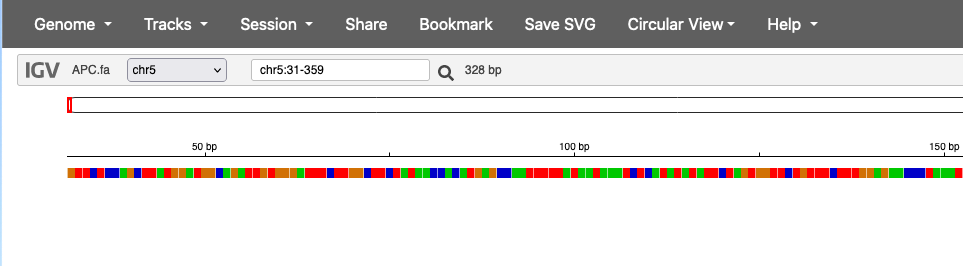 Genome Tracks Session Share Bookmark Save SVG Circular View Help
IGV APC.fa chr5 chr5:31-359 328 bp
50 bp 100 bp 150 bp